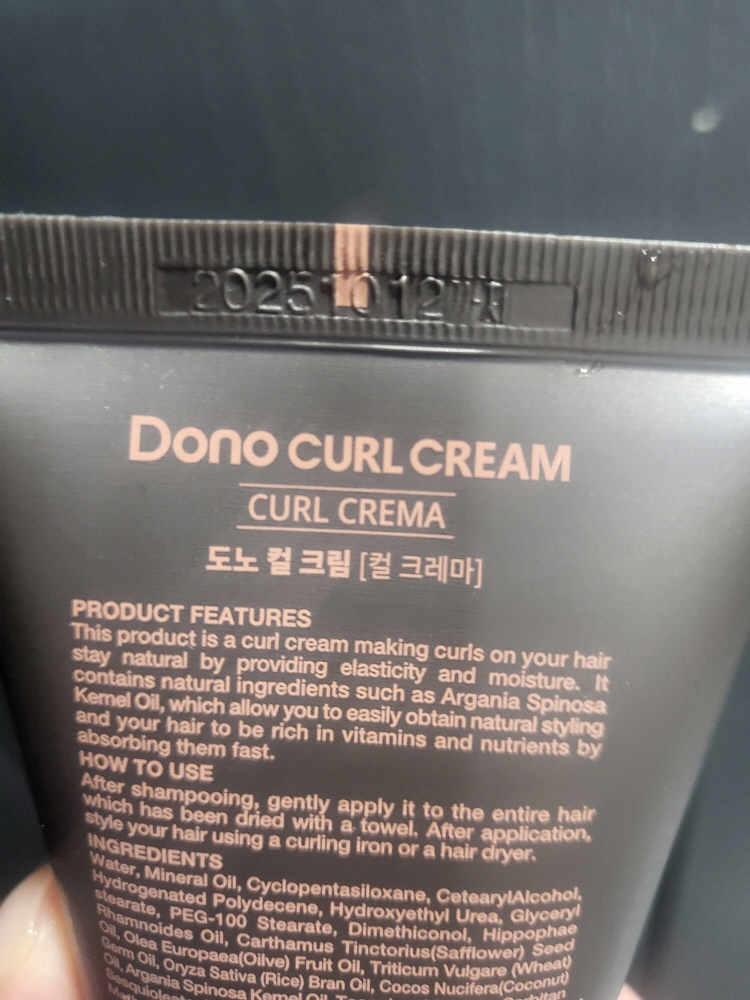 20251012까지
Dono CURL CREAM
CURL CREMA
도노 컬 크림 [컬 크레마]
PRODUCT FEATURES
This product is a curl cream making curls on your hair
stay natural by providing elasticity and moisture. It
contains natural ingredients such as Argania Spinosa
Kernel Oil, which allow you to easily obtain natural styling
and your hair to be rich in vitamins and nutrients by
absorbing them fast.
HOW TO USE
After shampooing, gently apply it to the entire hair
which has been dried with a towel. After application,
style your hair using a curling iron or a hair dryer.
INGREDIENTS
Water, Mineral Oil, Cyclopentasiloxane, CetearylAlcohol,
Hydrogenated Polydecene, Hydroxyethyl Urea, Glyceryl
stearate, PEG-100 Stearate, Dimethiconol, Hippophae
Rhamnoides Oil, Carthamus Tinctorius(Safflower) Seed
Oil, Olea Europaea(Oilve) Fruit Oil, Triticum Vulgare (Wheat)
Germ Oil, Oryza Sativa (Rice) Bran Oil, Cocos Nucifera(Coconut)
Oil, Argania Spinosa Kernel Oil,